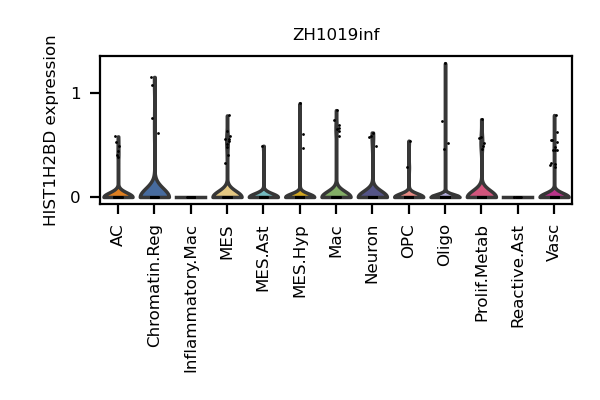 ZH1019inf
HIST1H2BD expression
1
0
AC
Chromatin.Reg
Inflammatory.Mac
MES
MES.Ast
MES.Hyp
Mac
Neuron
OPC
Oligo
Prolif.Metab
Reactive.Ast
Vasc